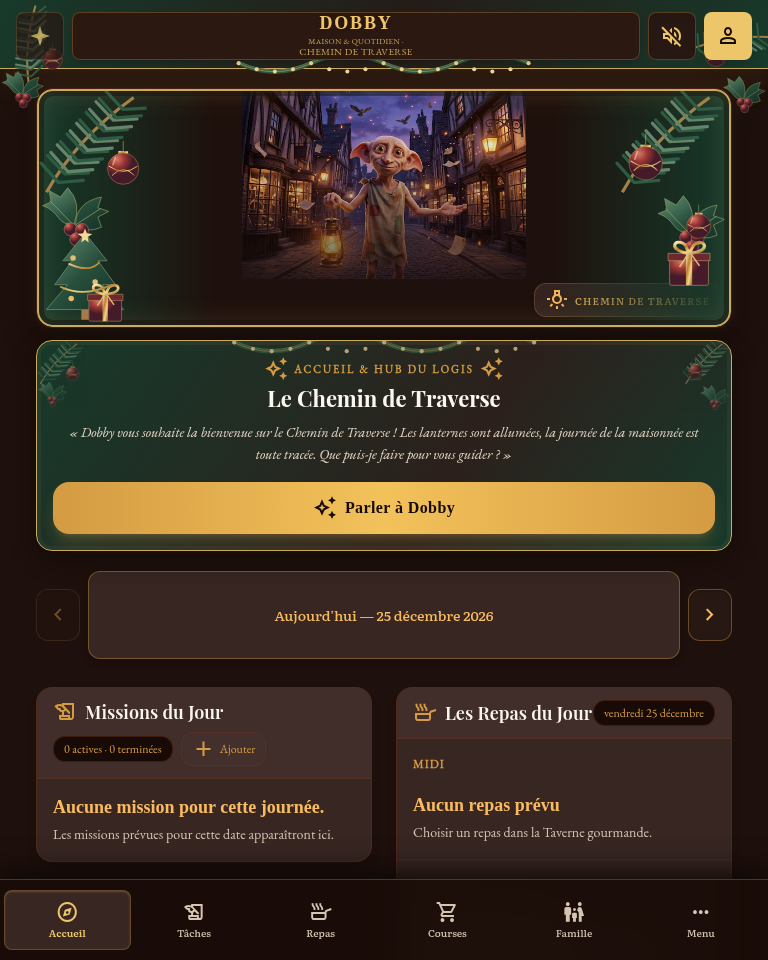 DOBBY
MAISON & QUOTIDIEN ·
CHEMIN DE TRAVERSE
CHEMIN DE TRAVERSE
ACCUEIL & HUB DU LOGIS
Le Chemin de Traverse
« Dobby vous souhaite la bienvenue sur le Chemin de Traverse ! Les lanternes sont allumées, la journée de la maisonnée est
toute tracée. Que puis-je faire pour vous guider ? »
Parler à Dobby
Aujourd'hui — 25 décembre 2026
Missions du Jour
0 actives · 0 terminées
Ajouter
Aucune mission pour cette journée.
Les missions prévues pour cette date apparaîtront ici.
Les Repas du Jour
vendredi 25 décembre
MIDI
Aucun repas prévu
Choisir un repas dans la Taverne gourmande.
Accueil
Tâches
Repas
Courses
Famille
Menu